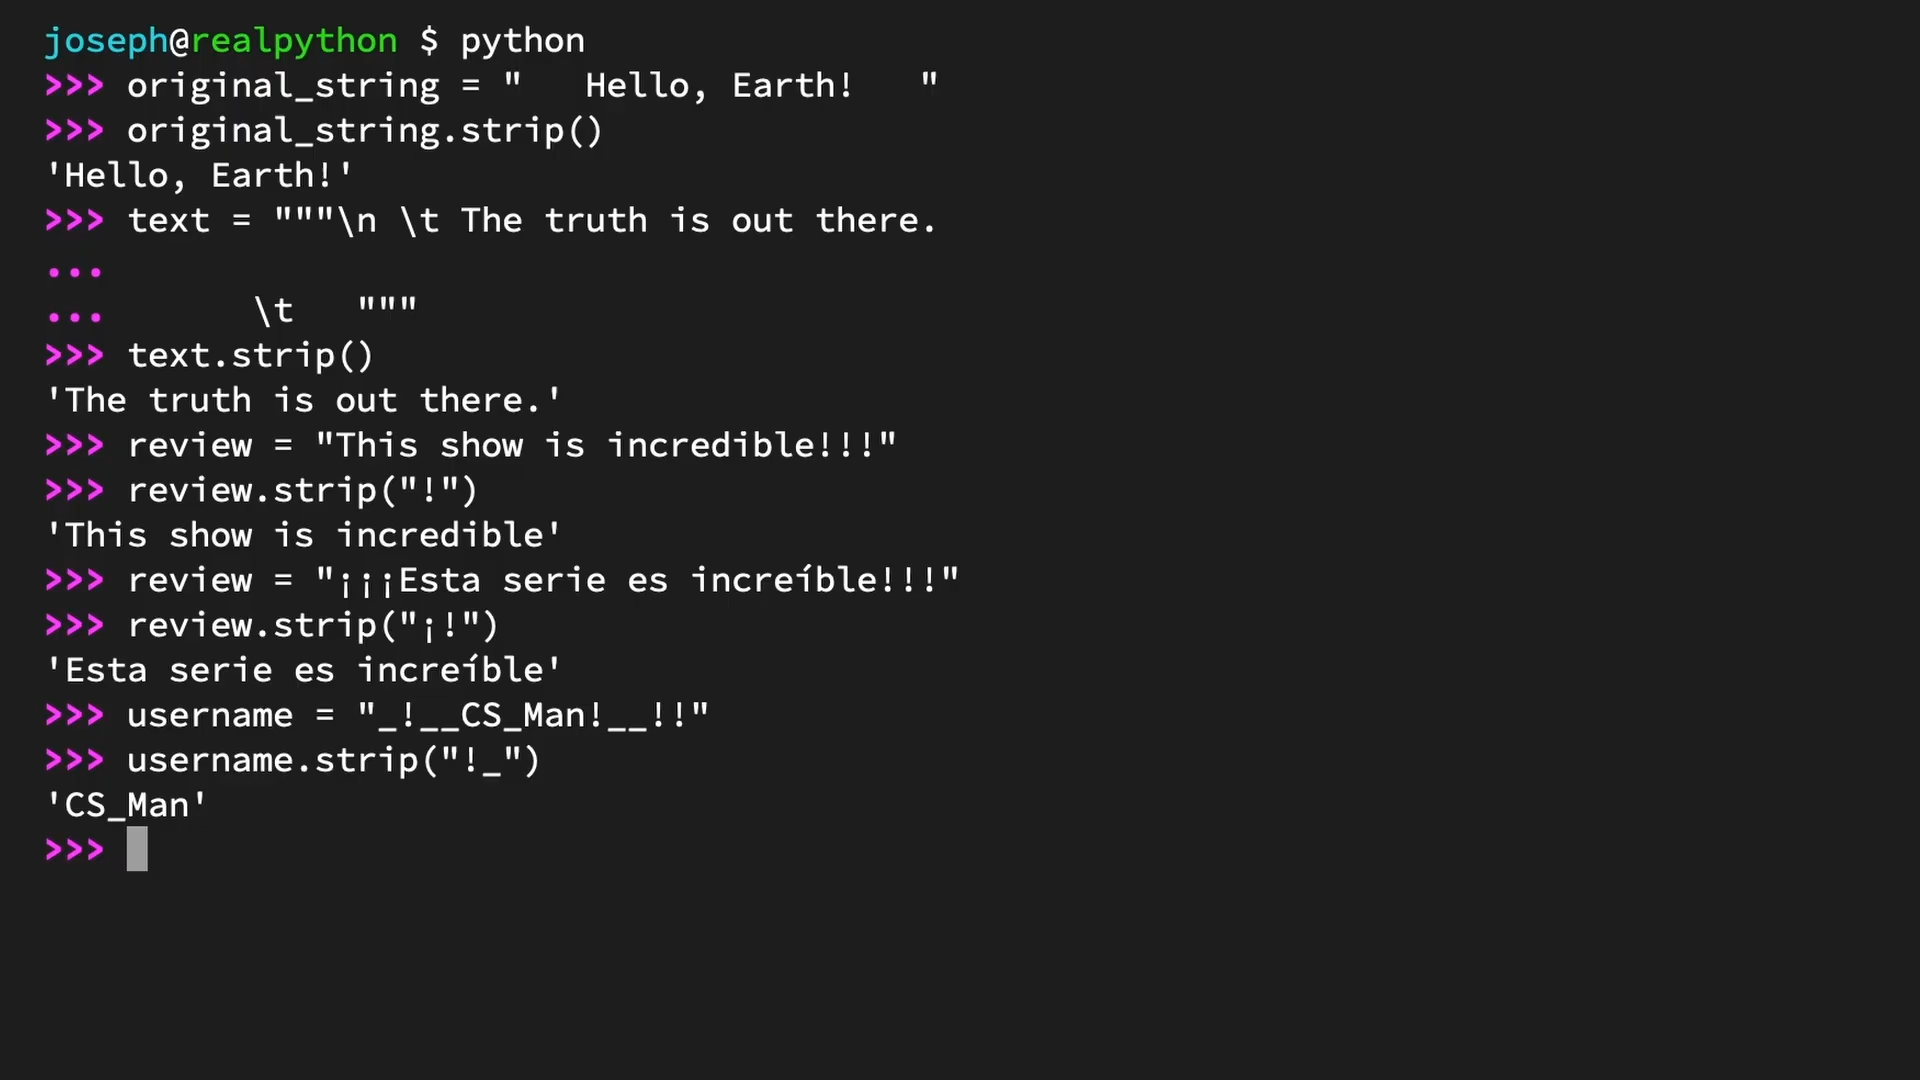 joseph@realpython $ python
>>> original_string = "   Hello, Earth!   "
>>> original_string.strip()
'Hello, Earth!'
>>> text = """\n \t The truth is out there.
...
...       \t   """
>>> text.strip()
'The truth is out there.'
>>> review = "This show is incredible!!!"
>>> review.strip("!")
'This show is incredible'
>>> review = "¡¡¡Esta serie es increíble!!!"
>>> review.strip("¡!")
'Esta serie es increíble'
>>> username = "_!__CS_Man!__!!"
>>> username.strip("!_")
'CS_Man'
>>>